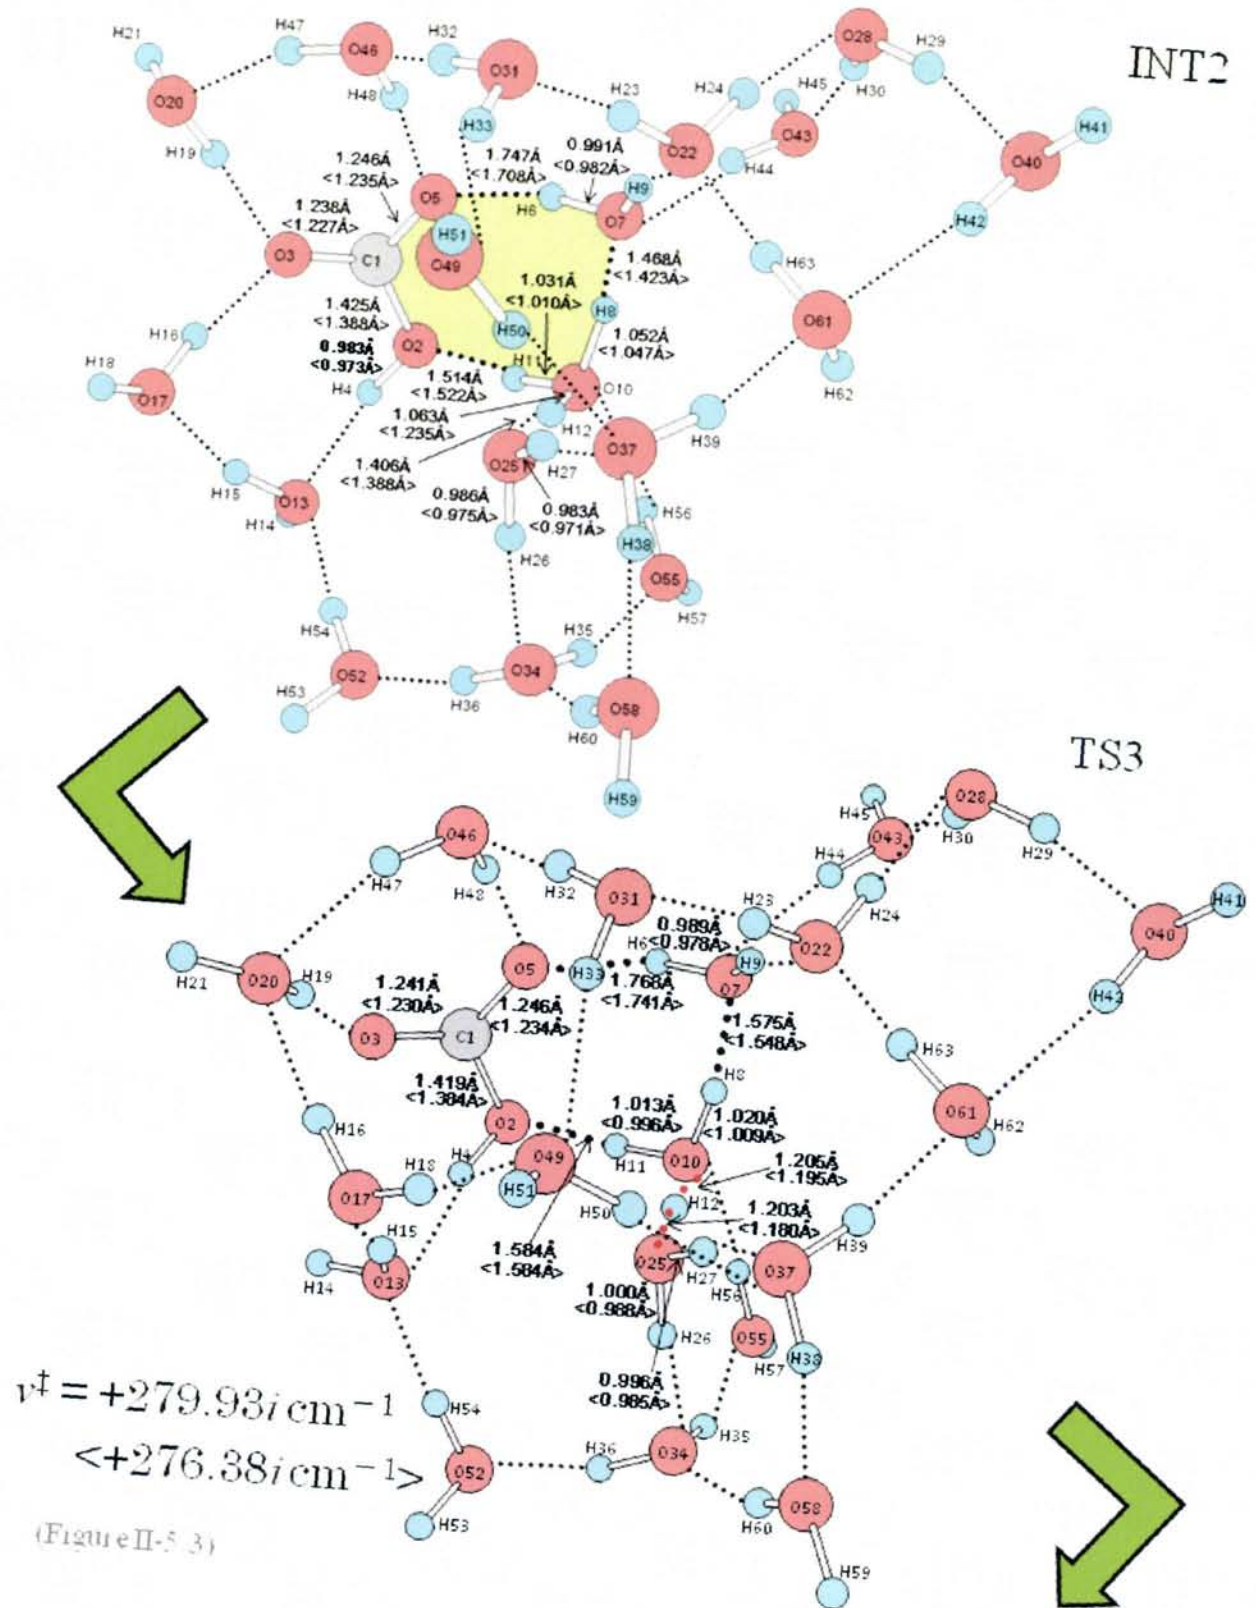 INT2
H21
H47
O46
H32
O31
O28
H29
O20
H48
H33
H23
H24
H45
H30
H19
O22
O43
H44
O40
H41
1.246Å
<1.235Å>
1.747Å
<1.708Å>
0.991Å
<0.982Å>
H42
O5
H6
H9
O7
1.238Å
<1.227Å>
O3
C1
H51
O49
1.468Å
<1.423Å>
H63
1.031Å
<1.010Å>
H8
O61
H62
H16
1.425Å
<1.388Å>
O2
H50
1.052Å
<1.047Å>
0.983Å
<0.973Å>
H18
O17
H4
H11
O10
1.514Å
<1.522Å>
H12
1.063Å
<1.235Å>
H39
O37
1.406Å
<1.388Å>
O25
H27
H15
O13
H14
0.986Å
<0.975Å>
0.983Å
<0.971Å>
H56
H38
H26
O55
H57
H54
H35
O52
H53
H36
O34
H60
O58
H59
TS3
O46
H47
H48
H32
O31
H45
O43
H30
O28
H29
H44
H24
H23
O22
H41
O40
H42
H21
O20
H19
O5
H33
H6
0.989Å
<0.978Å>
H9
O7
1.241Å
<1.230Å>
1.246Å
<1.234Å>
1.768Å
<1.741Å>
O3
C1
1.575Å
<1.548Å>
H63
H8
O61
H62
1.419Å
<1.384Å>
O2
1.013Å
<0.996Å>
1.020Å
<1.009Å>
H16
H4
O49
H11
O10
1.205Å
<1.195Å>
H18
O17
H51
H50
H12
1.203Å
<1.180Å>
H39
H15
H14
O13
1.584Å
<1.584Å>
O25
H27
H56
O37
1.000Å
<0.988Å>
H26
O55
H57
H38
0.996Å
<0.985Å>
ν‡ = +279.93i cm−1
<+276.38i cm−1>
H54
H35
O52
H36
O34
H53
H60
O58
H59
(Figure II-5.3)